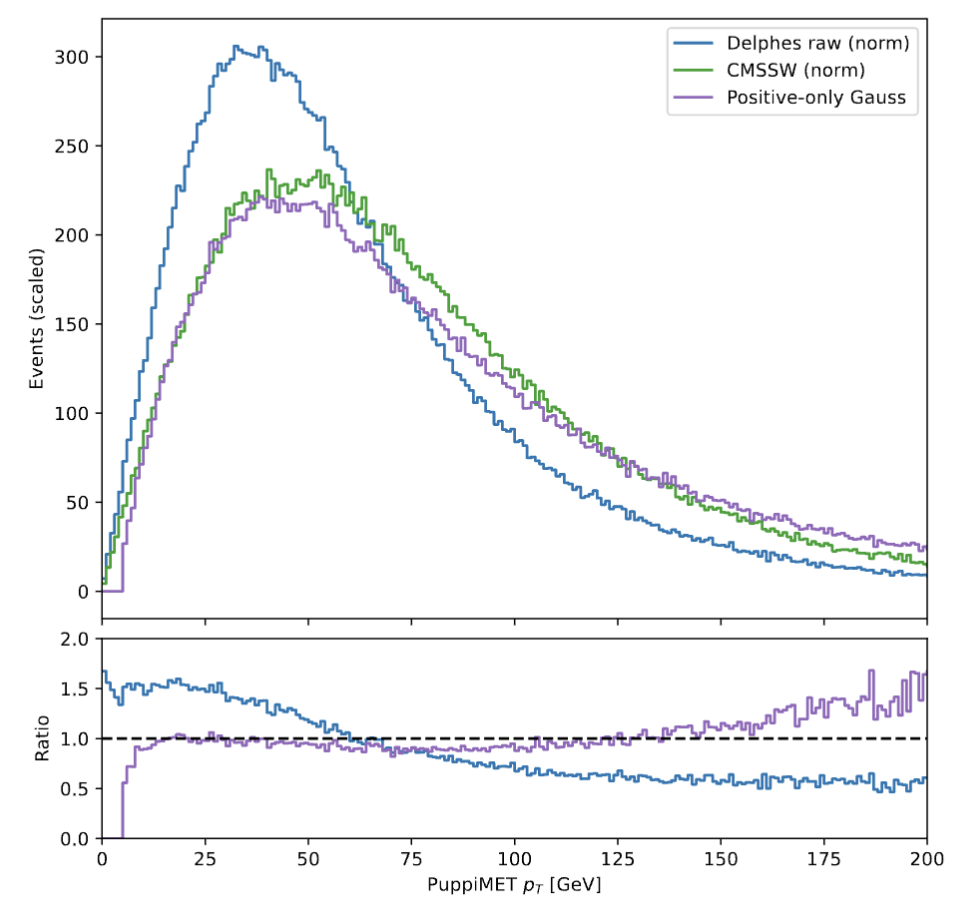 Delphes raw (norm)
CMSSW (norm)
Positive-only Gauss
Events (scaled)
300
250
200
150
100
50
0
Ratio
2.0
1.5
1.0
0.5
0.0
0 25 50 75 100 125 150 175 200
PuppiMET p_T [GeV]